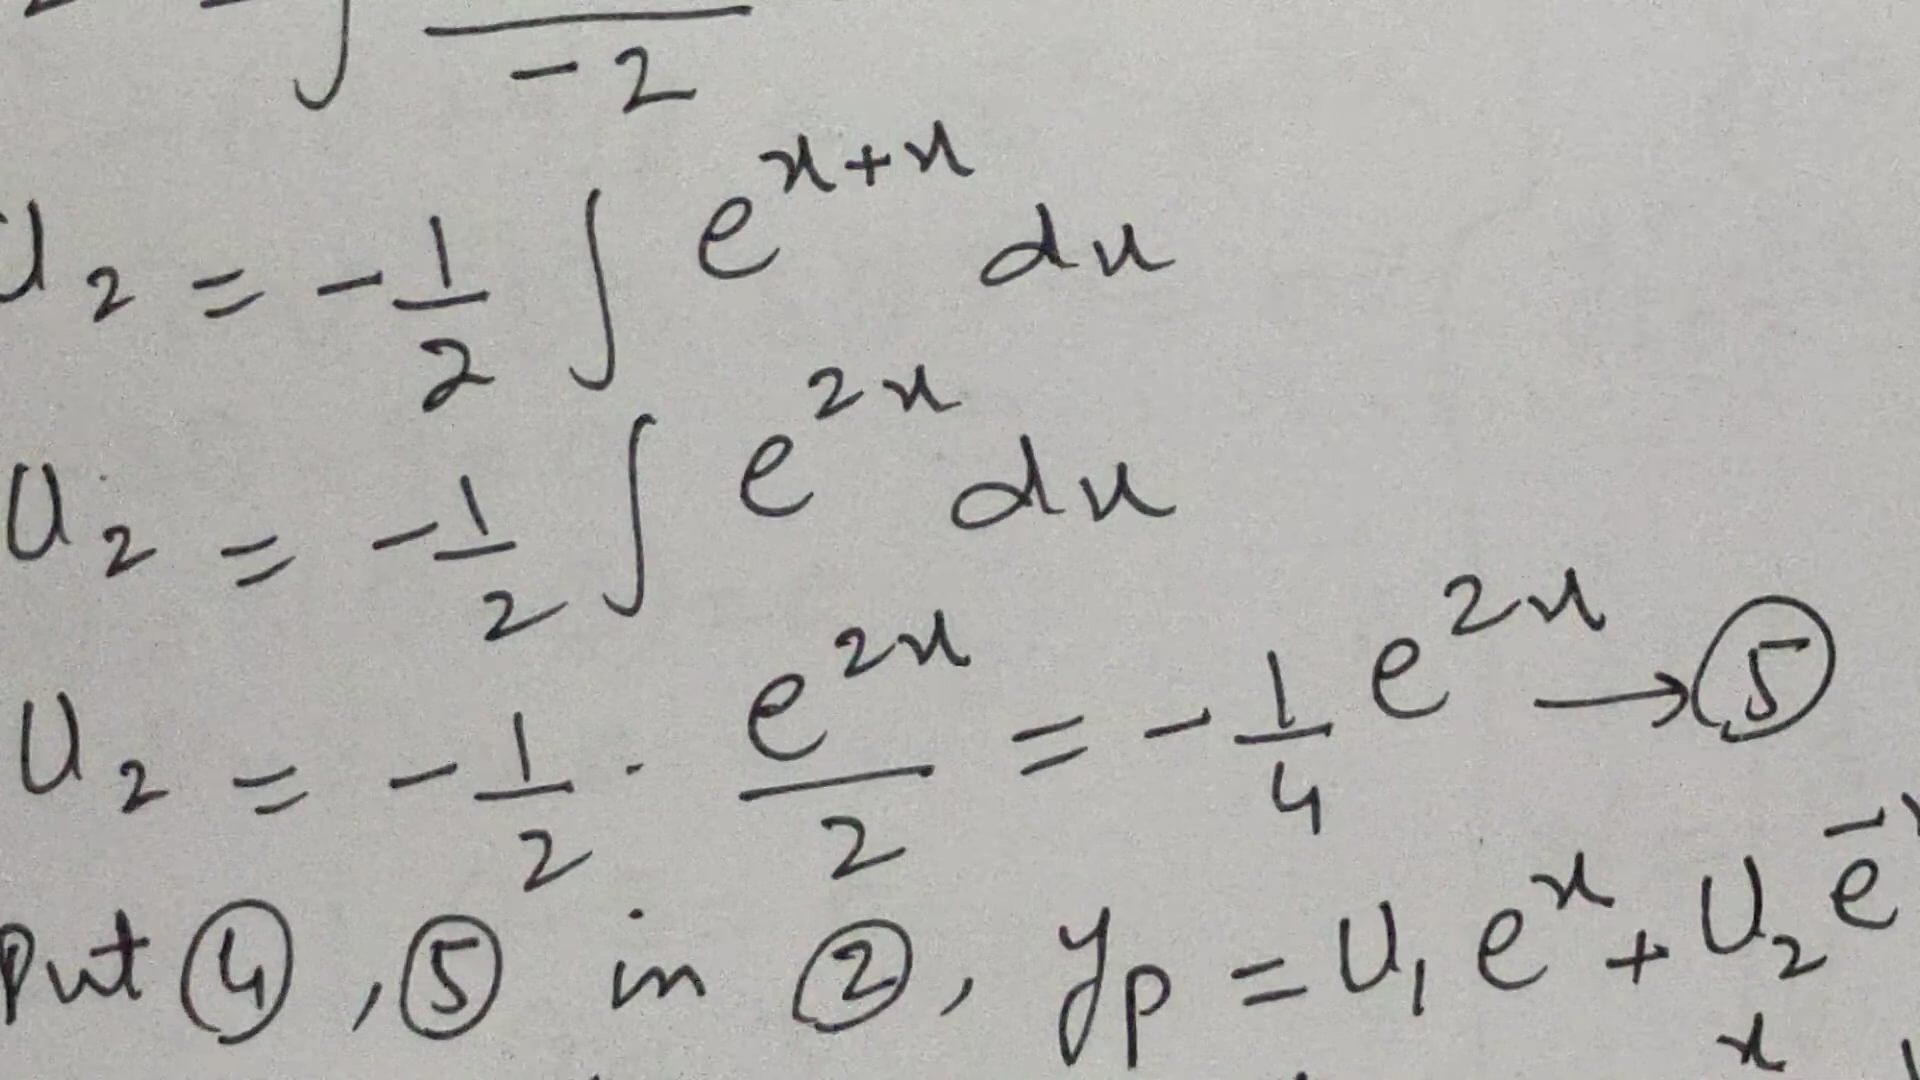 ∫ ―― / -2
U₂ = -1/2 ∫ e^(x+x) dx
U₂ = -1/2 ∫ e^(2x) dx
U₂ = -1/2 · e^(2x)/2 = -1/4 e^(2x) → ⑤
Put ④, ⑤ in ②, yₚ = U₁ e^x + U₂ e^-
x